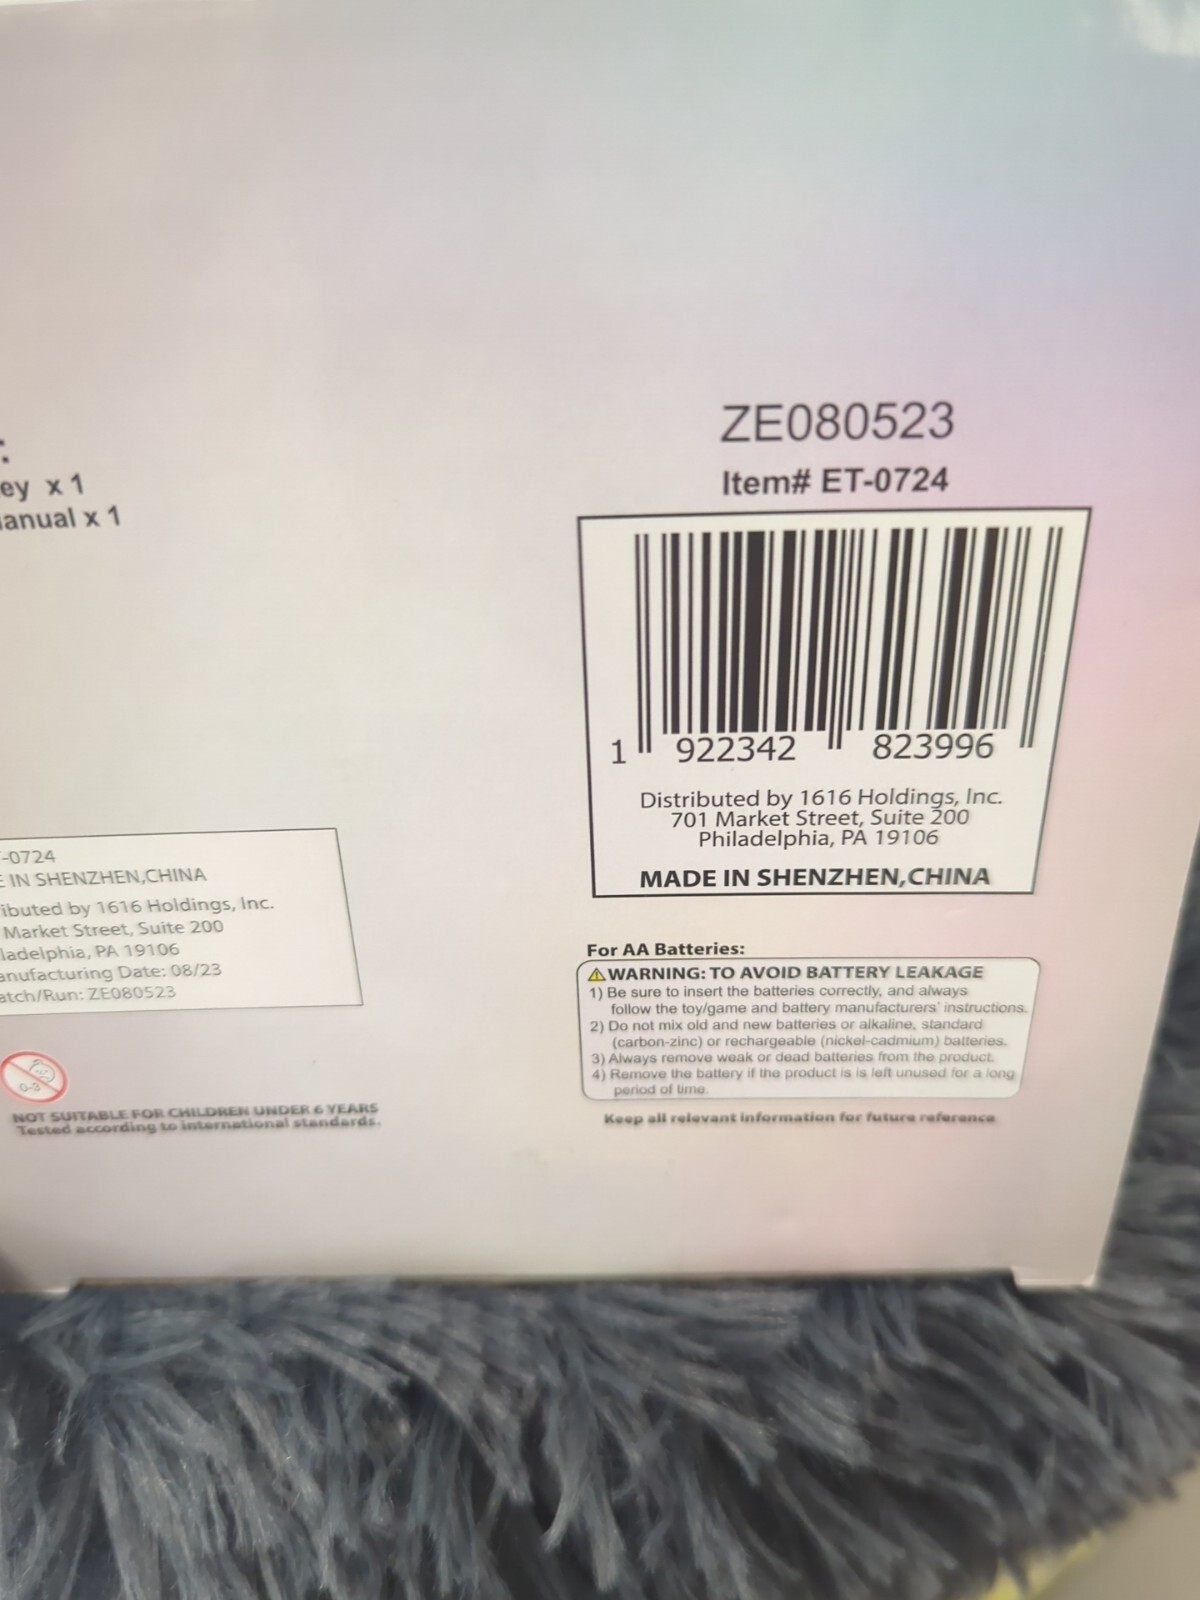 :
ey x 1
anual x 1
ZE080523
Item# ET-0724
1 922342 823996
Distributed by 1616 Holdings, Inc.
701 Market Street, Suite 200
Philadelphia, PA 19106
MADE IN SHENZHEN,CHINA
-0724
E IN SHENZHEN,CHINA
ributed by 1616 Holdings, Inc.
Market Street, Suite 200
ladelphia, PA 19106
anufacturing Date: 08/23
atch/Run: ZE080523
0-3
NOT SUITABLE FOR CHILDREN UNDER 6 YEARS
Tested according to international standards.
For AA Batteries:
WARNING: TO AVOID BATTERY LEAKAGE
1) Be sure to insert the batteries correctly, and always
follow the toy/game and battery manufacturers' instructions.
2) Do not mix old and new batteries or alkaline, standard
(carbon-zinc) or rechargeable (nickel-cadmium) batteries.
3) Always remove weak or dead batteries from the product.
4) Remove the battery if the product is is left unused for a long
period of time.
Keep all relevant information for future reference